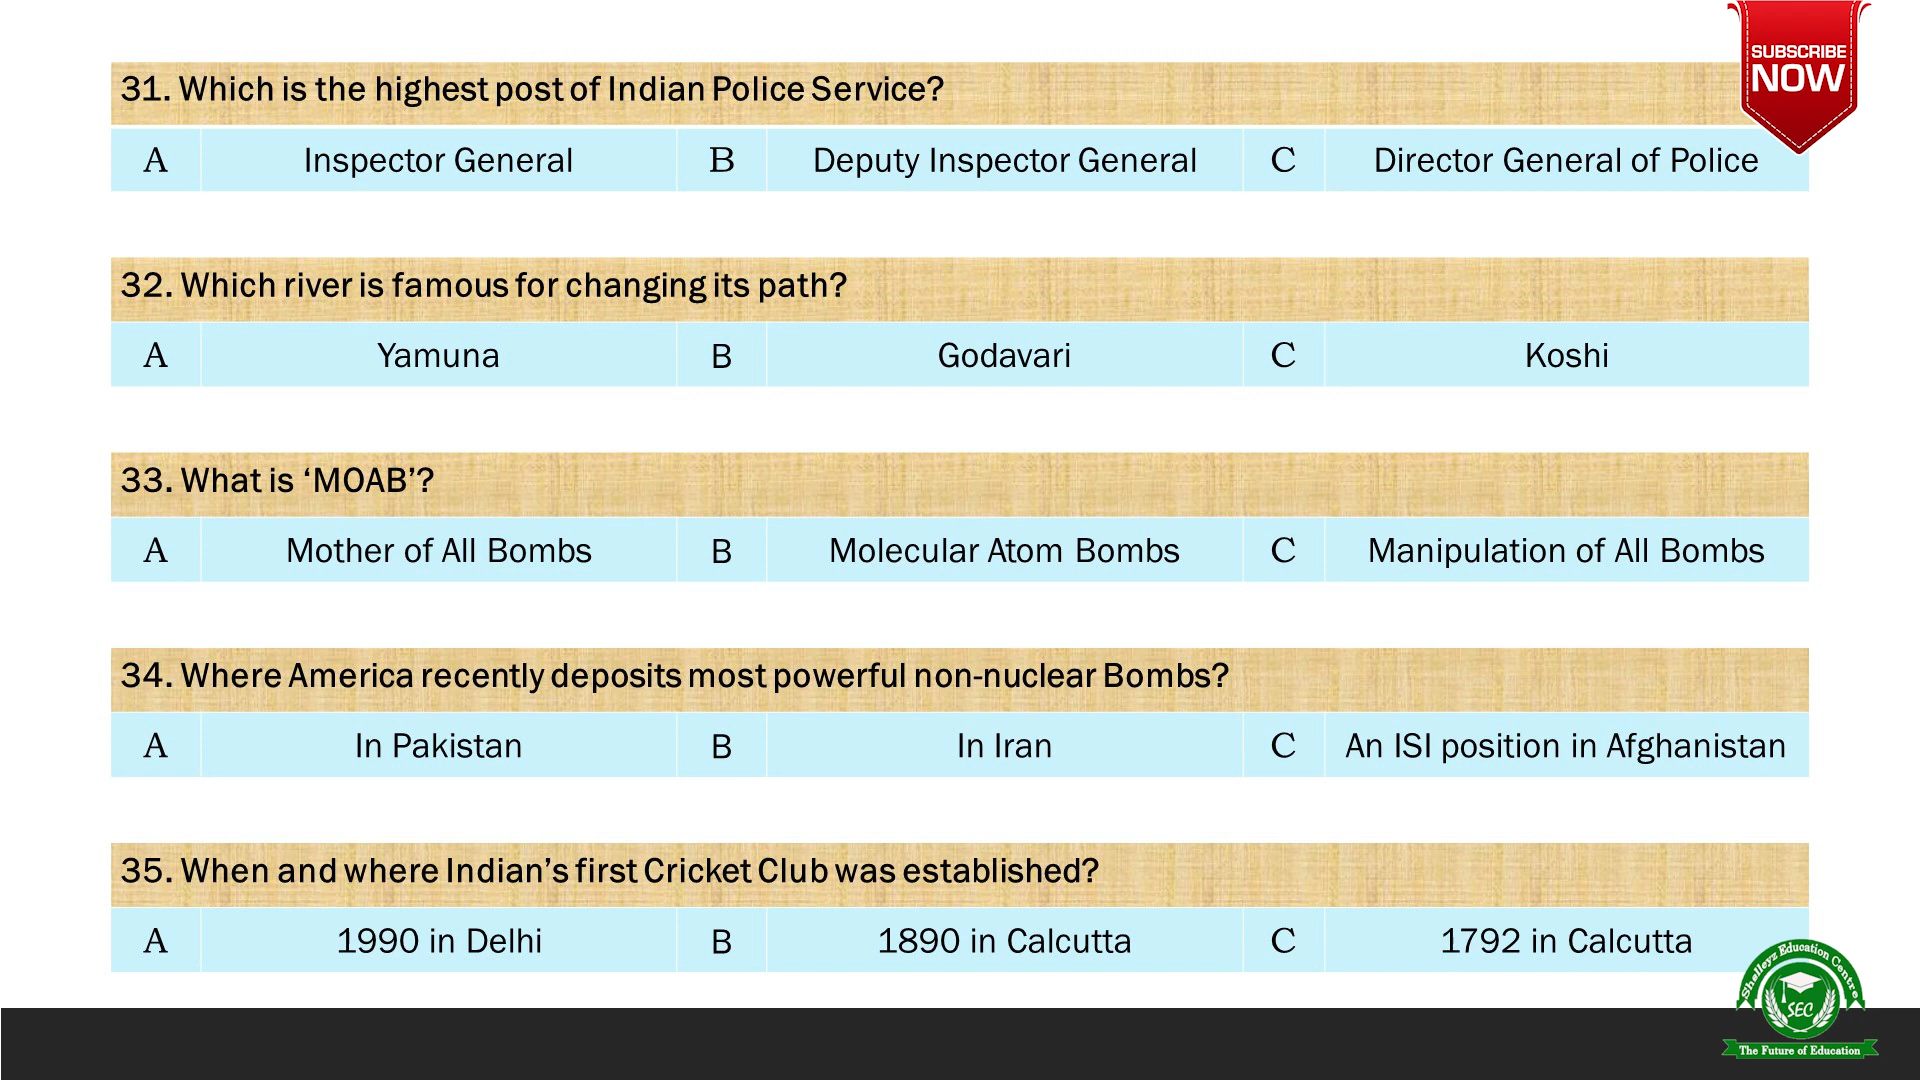 SUBSCRIBE
NOW
31. Which is the highest post of Indian Police Service?
A Inspector General B Deputy Inspector General C Director General of Police
32. Which river is famous for changing its path?
A Yamuna B Godavari C Koshi
33. What is ‘MOAB’?
A Mother of All Bombs B Molecular Atom Bombs C Manipulation of All Bombs
34. Where America recently deposits most powerful non-nuclear Bombs?
A In Pakistan B In Iran C An ISI position in Afghanistan
35. When and where Indian’s first Cricket Club was established?
A 1990 in Delhi B 1890 in Calcutta C 1792 in Calcutta
Shalleyz Education Centre
SEC
The Future of Education